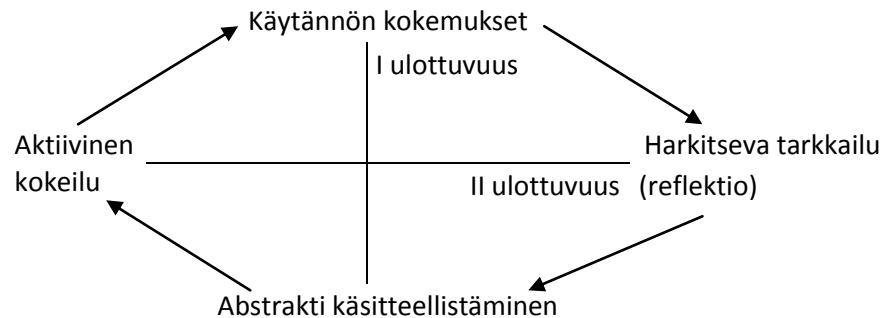 Käytännön kokemukset
I ulottuvuus
Aktiivinen
kokeilu
Harkitseva tarkkailu
II ulottuvuus (reflektio)
Abstrakti käsitteellistäminen